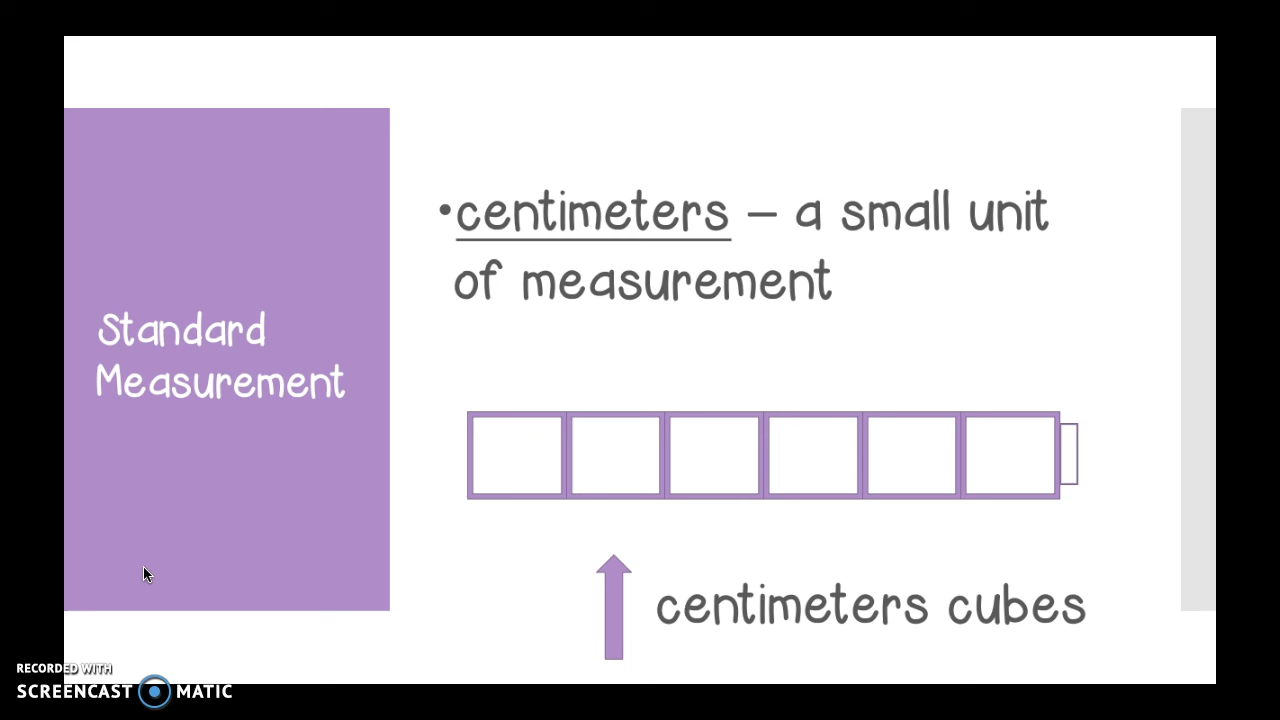 Standard
Measurement
•centimeters – a small unit
of measurement
centimeters cubes
RECORDED WITH
SCREENCAST MATIC